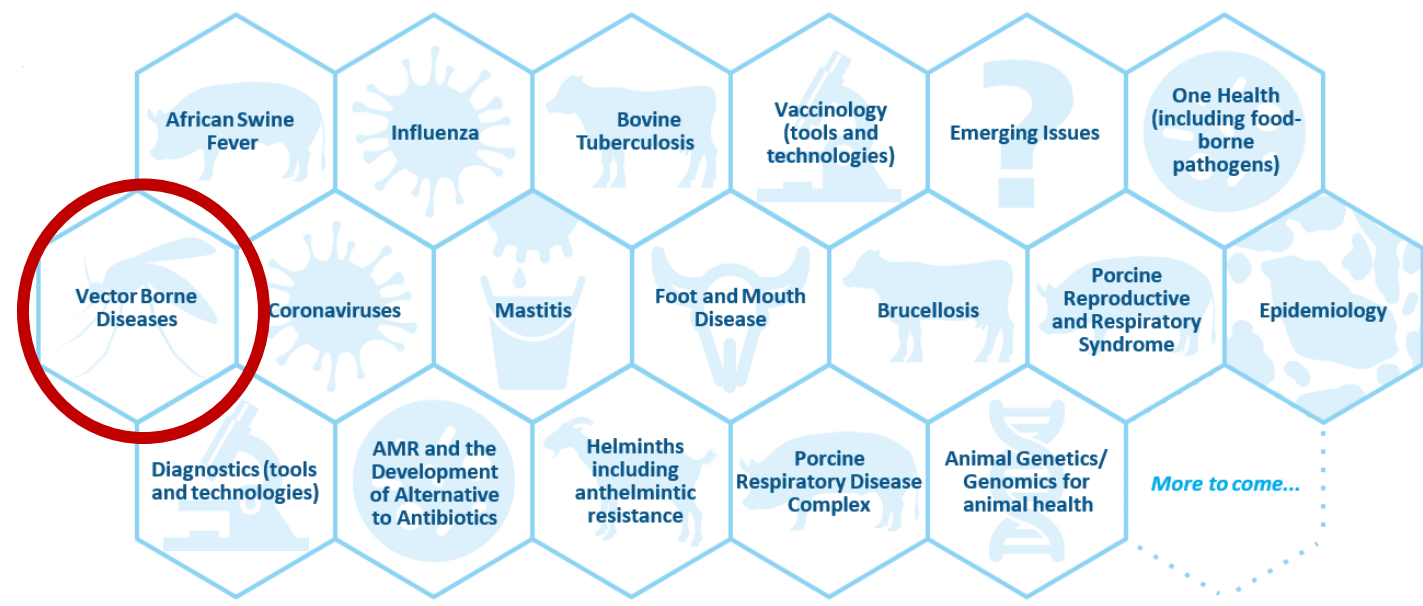 African Swine
Fever
Influenza
Bovine
Tuberculosis
Vaccinology
(tools and
technologies)
Emerging Issues
One Health
(including food-
borne
pathogens)
Vector Borne
Diseases
Coronaviruses
Mastitis
Foot and Mouth
Disease
Brucellosis
Porcine
Reproductive
and Respiratory
Syndrome
Epidemiology
Diagnostics (tools
and technologies)
AMR and the
Development
of Alternative
to Antibiotics
Helminths
including
anthelmintic
resistance
Porcine
Respiratory Disease
Complex
Animal Genetics/
Genomics for
animal health
More to come...